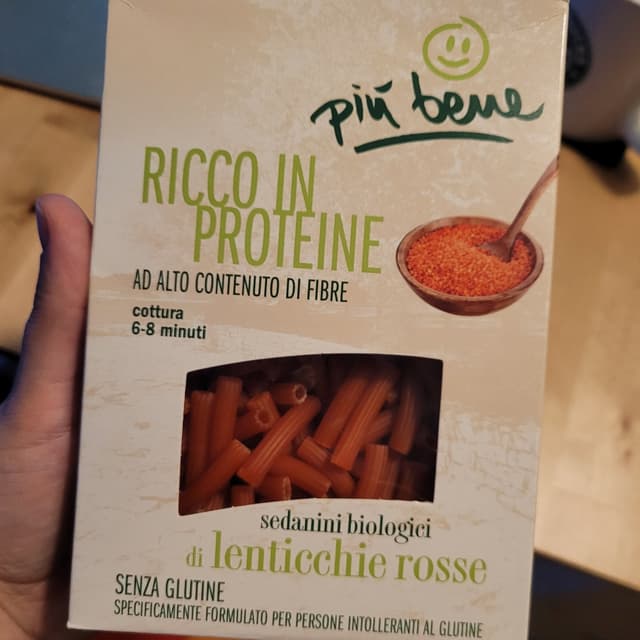 più bene
RICCO IN
PROTEINE
AD ALTO CONTENUTO DI FIBRE
cottura
6-8 minuti
sedanini biologici
di lenticchie rosse
SENZA GLUTINE
SPECIFICAMENTE FORMULATO PER PERSONE INTOLLERANTI AL GLUTINE